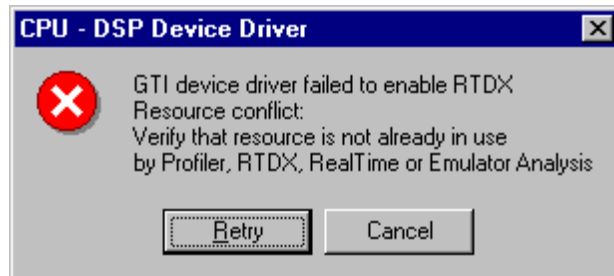 CPU - DSP Device Driver
GTI device driver failed to enable RTDX
Resource conflict:
Verify that resource is not already in use
by Profiler, RTDX, RealTime or Emulator Analysis
Retry Cancel